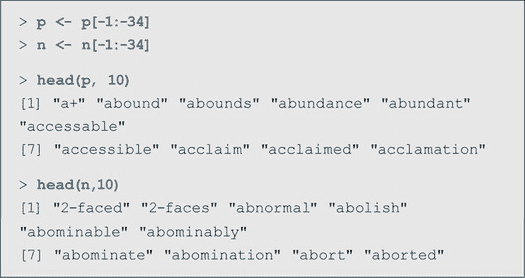 > p <- p[-1:-34]
> n <- n[-1:-34]
> head(p, 10)
[1] "a+" "abound" "abounds" "abundance" "abundant"
"accessable"
[7] "accessible" "acclaim" "acclaimed" "acclamation"
> head(n,10)
[1] "2-faced" "2-faces" "abnormal" "abolish"
"abominable" "abominably"
[7] "abominate" "abomination" "abort" "aborted"